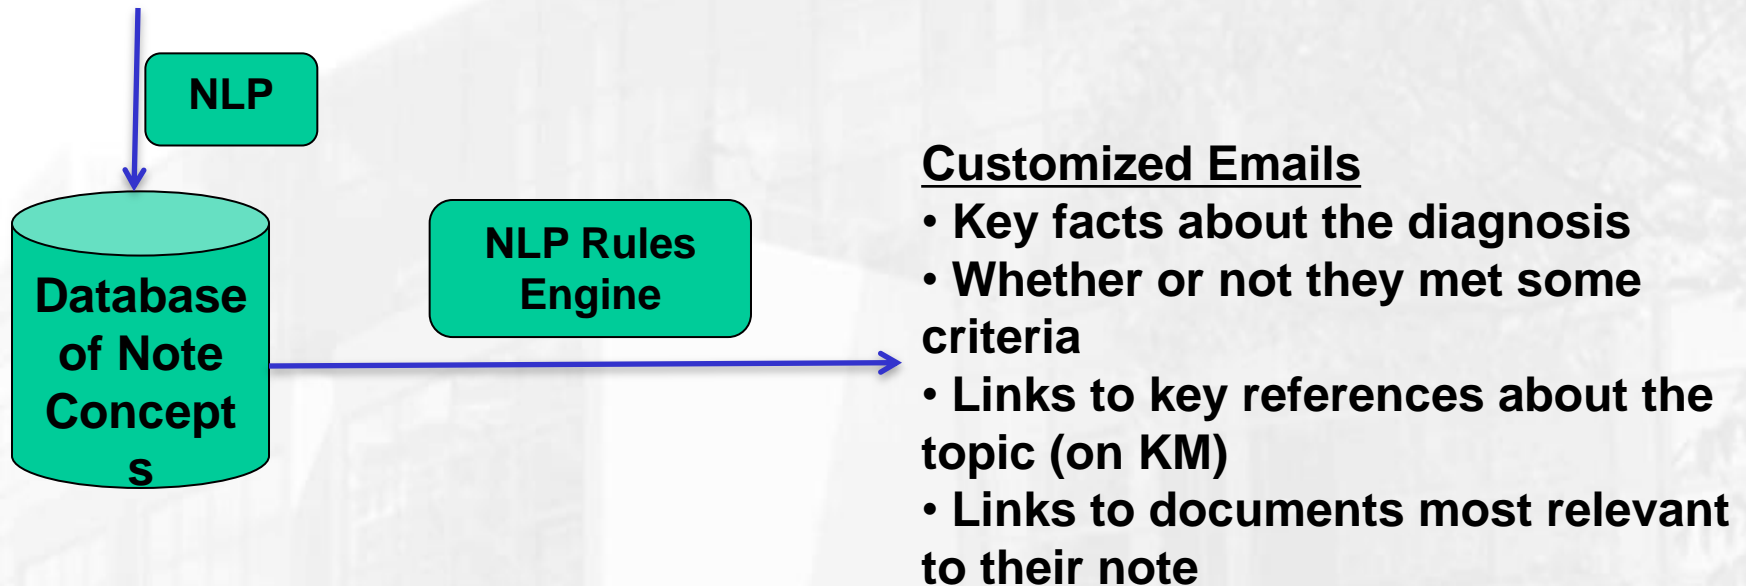 NLP
Database
of Note
Concept
s
NLP Rules
Engine
Customized Emails
• Key facts about the diagnosis
• Whether or not they met some
criteria
• Links to key references about the
topic (on KM)
• Links to documents most relevant
to their note